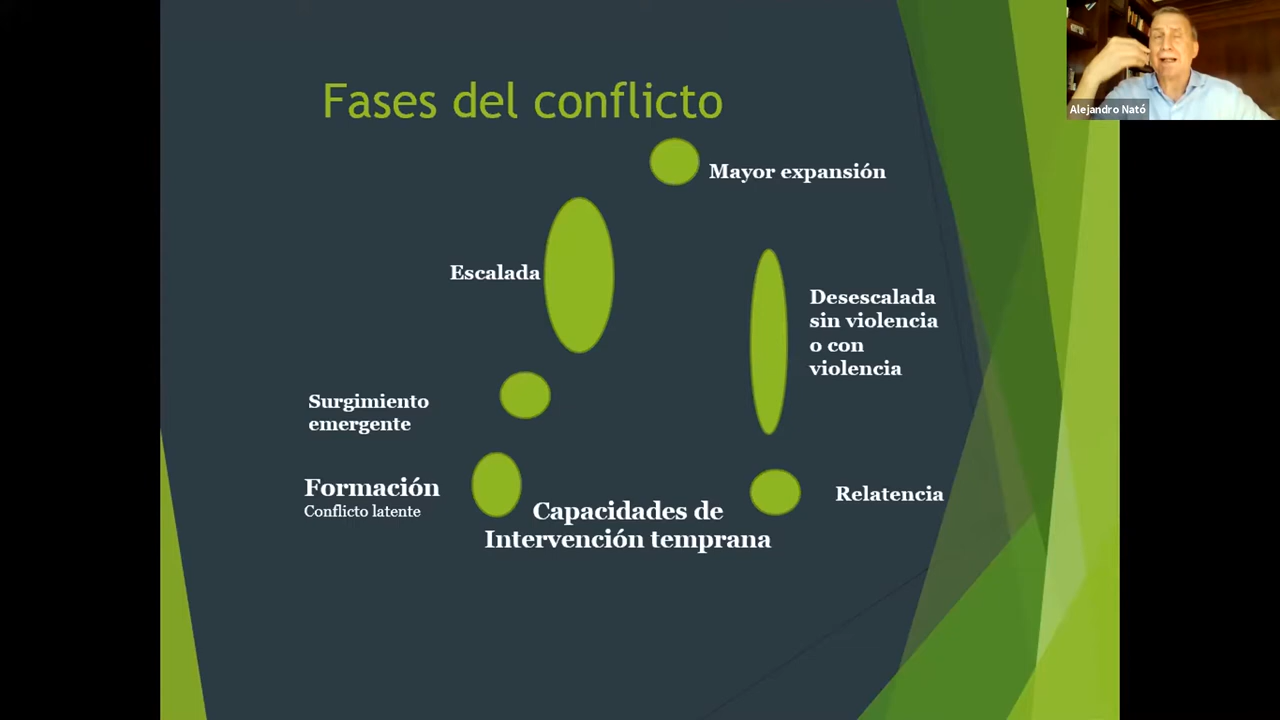 Fases del conflicto
Alejandro Nató
Mayor expansión
Escalada
Desescalada
sin violencia
o con
violencia
Surgimiento
emergente
Formación
Conflicto latente
Capacidades de
Intervención temprana
Relatencia